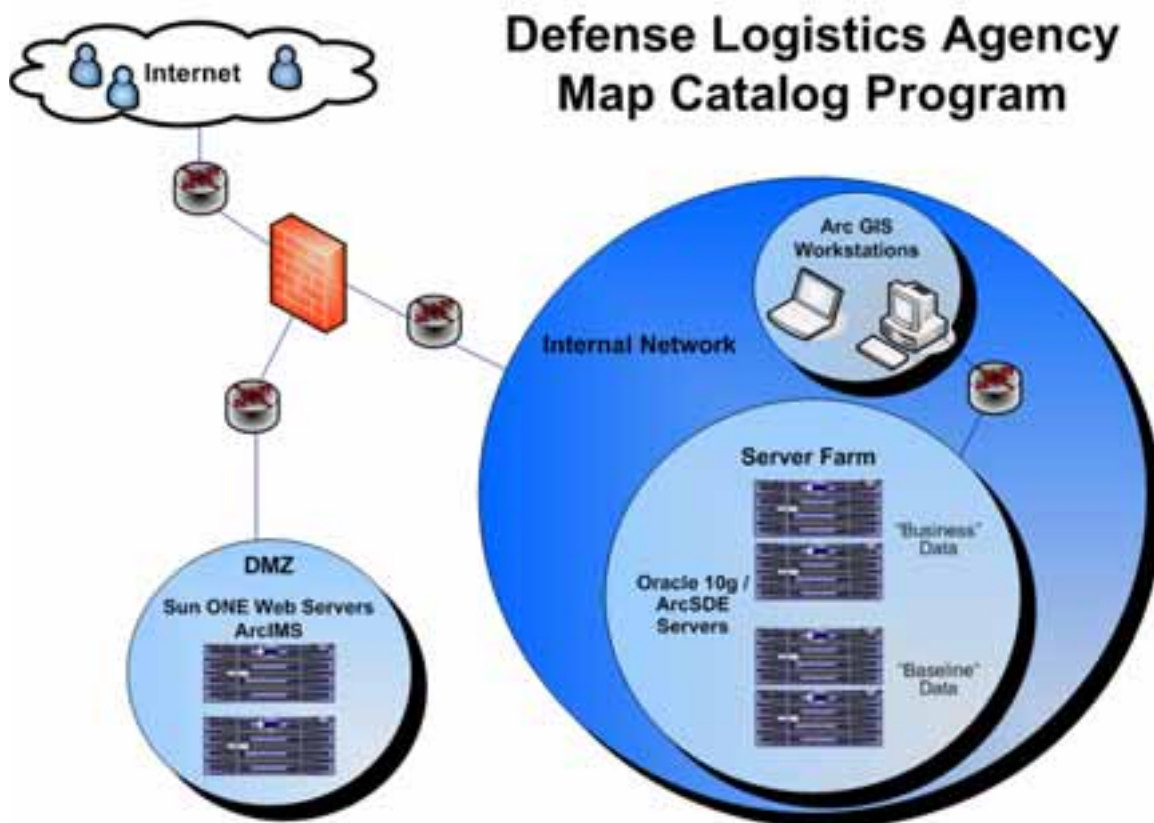 Defense Logistics Agency
Map Catalog Program
Internet
Arc GIS
Workstations
Internal Network
Server Farm
"Business"
Data
Oracle 10g /
ArcSDE
Servers
"Baseline"
Data
DMZ
Sun ONE Web Servers
ArcIMS